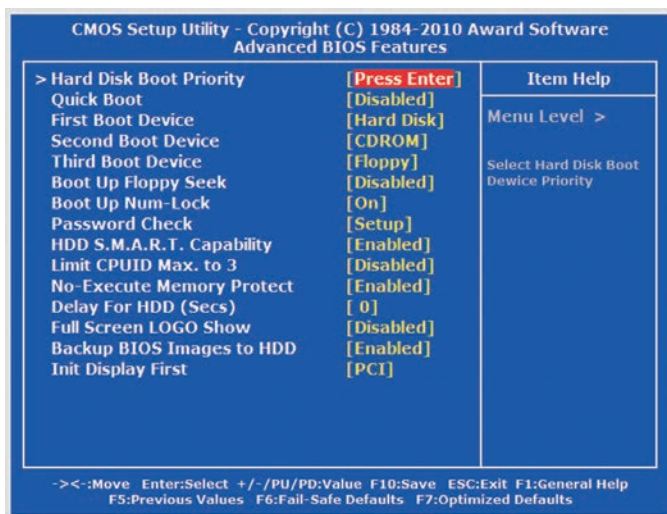 CMOS Setup Utility - Copyright (C) 1984-2010 Award Software
Advanced BIOS Features
> Hard Disk Boot Priority [Press Enter]
Quick Boot [Disabled]
First Boot Device [Hard Disk]
Second Boot Device [CDROM]
Third Boot Device [Floppy]
Boot Up Floppy Seek [Disabled]
Boot Up Num-Lock [On]
Password Check [Setup]
HDD S.M.A.R.T. Capability [Enabled]
Limit CPUID Max. to 3 [Disabled]
No-Execute Memory Protect [Enabled]
Delay For HDD (Secs) [ 0]
Full Screen LOGO Show [Disabled]
Backup BIOS Images to HDD [Enabled]
Init Display First [PCI]
Item Help
Menu Level >
Select Hard Disk Boot
Dewice Priority
-><-:Move Enter:Select +/-/PU/PD:Value F10:Save ESC:Exit F1:General Help
F5:Previous Values F6:Fail-Safe Defaults F7:Optimized Defaults